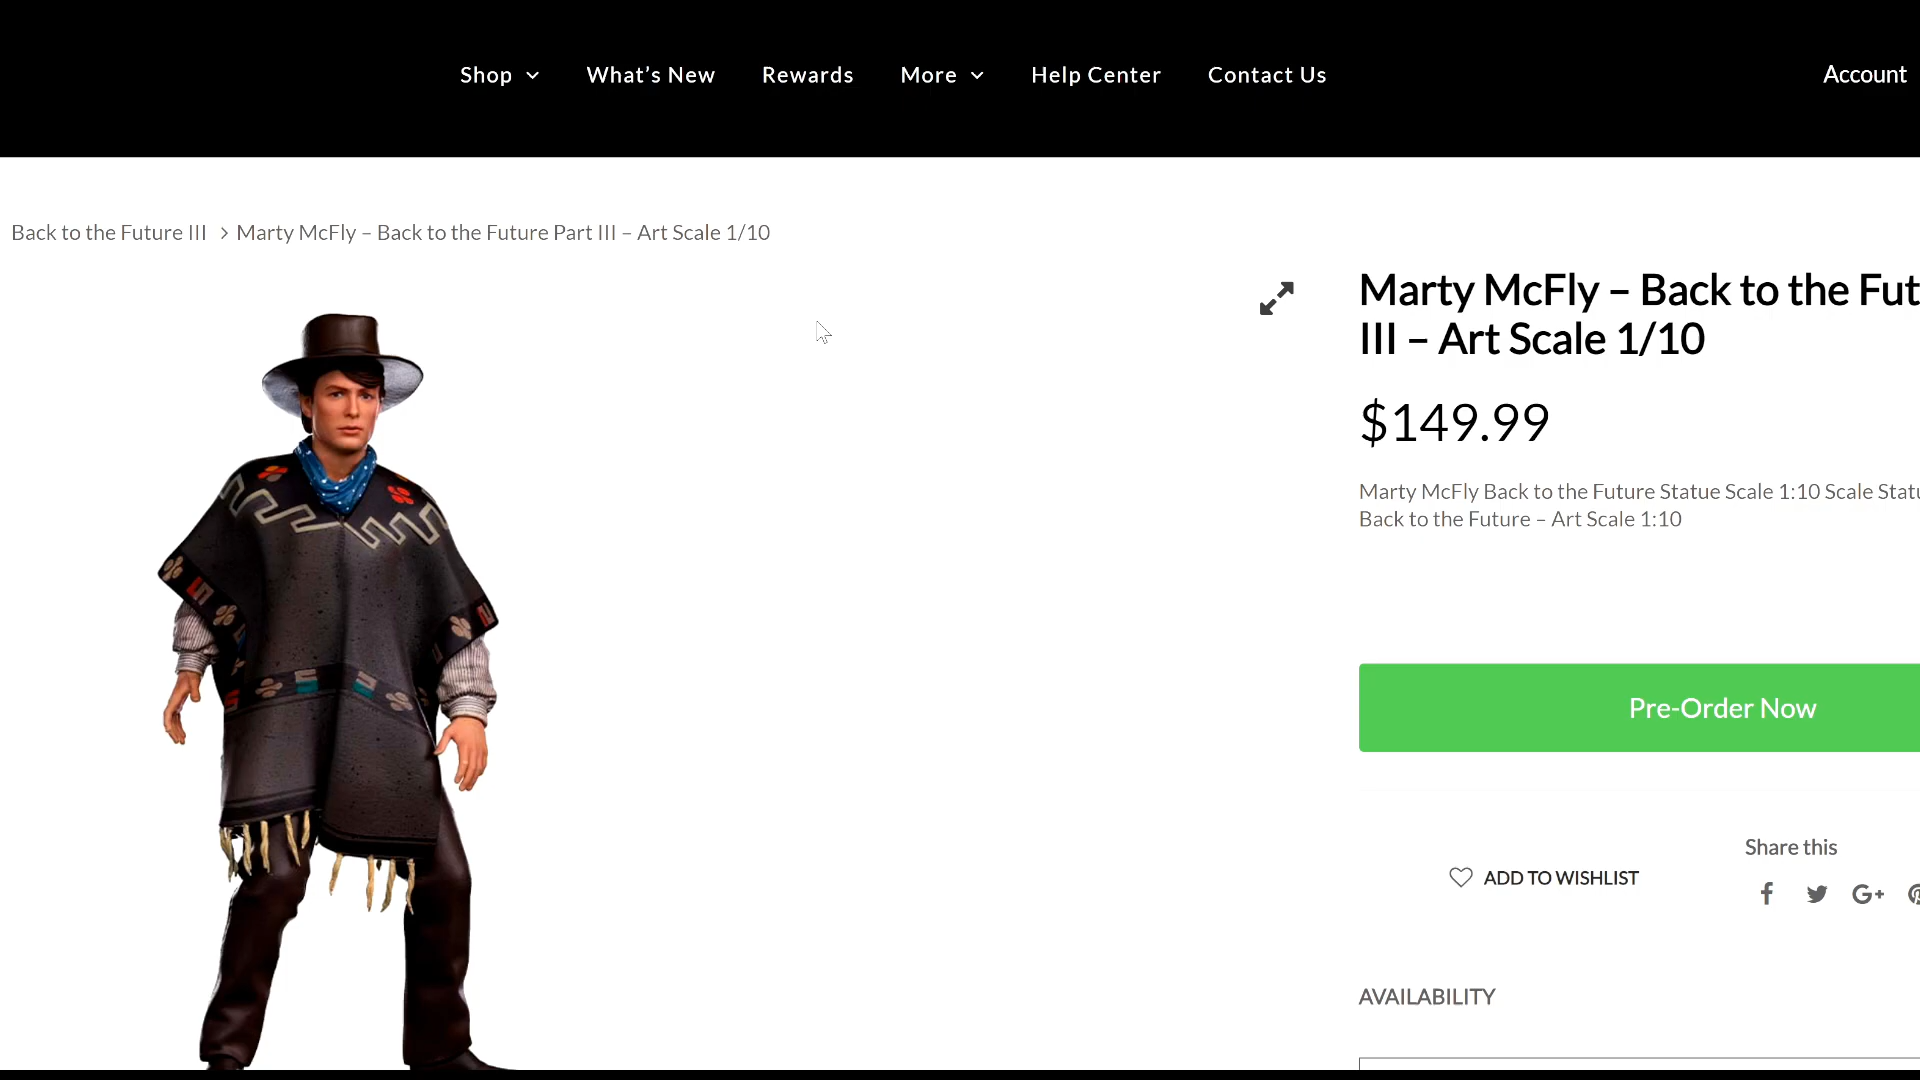 Shop What's New Rewards More Help Center Contact Us Account
Back to the Future III > Marty McFly – Back to the Future Part III – Art Scale 1/10
Marty McFly – Back to the Fut
III – Art Scale 1/10
$149.99
Marty McFly Back to the Future Statue Scale 1:10 Scale Statu
Back to the Future – Art Scale 1:10
Pre-Order Now
Share this
ADD TO WISHLIST
G+
AVAILABILITY